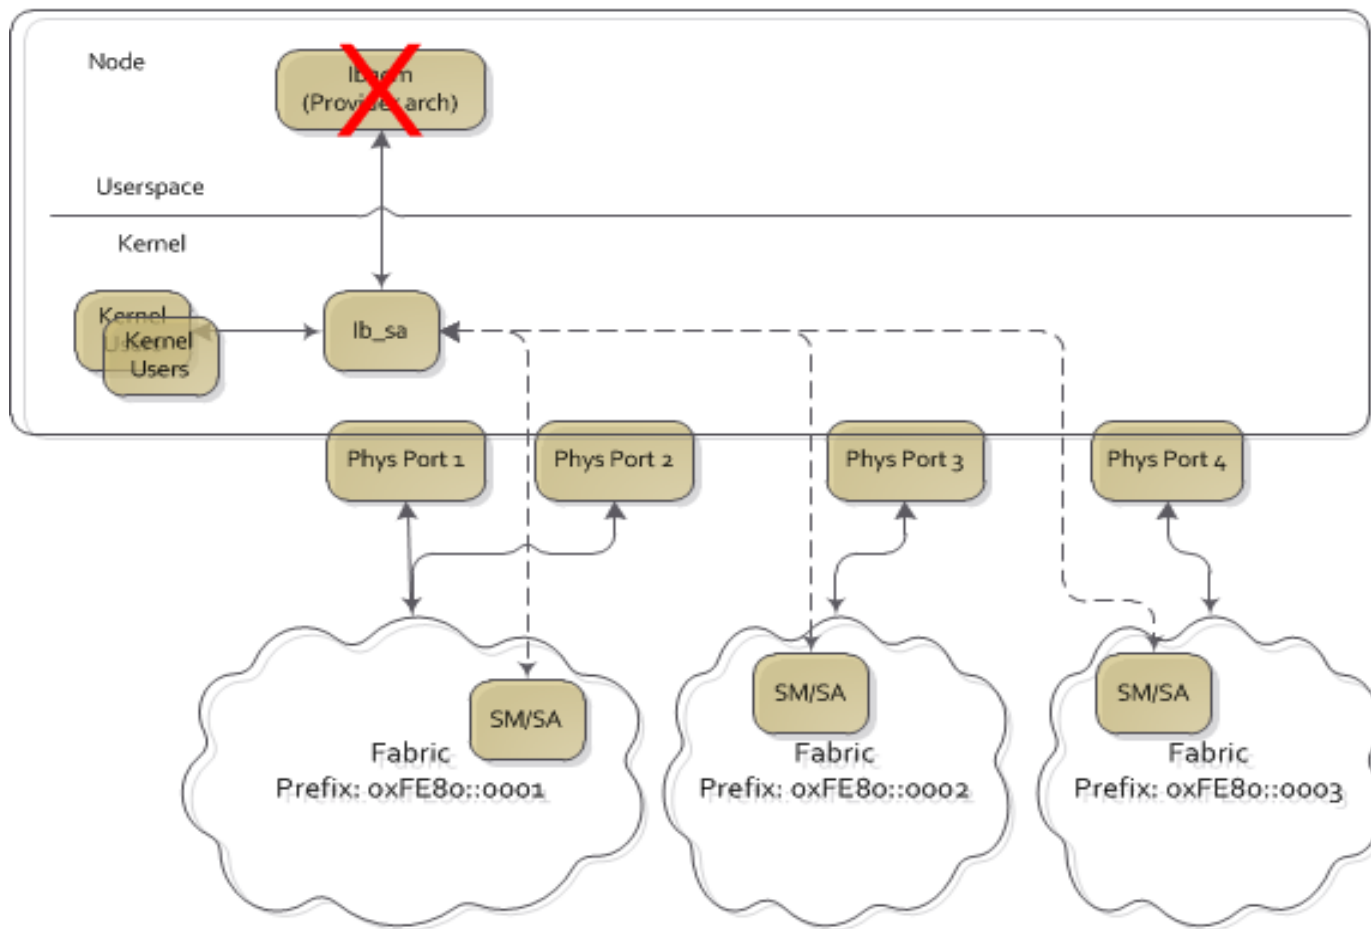 Node
(Provider arch)
Userspace
Kernel
Kernel
Kernel
Users
Ib_sa
Phys Port 1
Phys Port 2
Phys Port 3
Phys Port 4
SM/SA
Fabric
Prefix: 0xFE80::0001
SM/SA
Fabric
Prefix: 0xFE80::0002
SM/SA
Fabric
Prefix: 0xFE80::0003